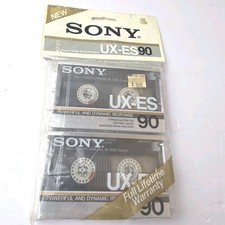 NEW
SONY
UX-ES90
SONY
UX-ES
POWERFUL AND DYNAMIC RESPONSE
90
SONY
UX-ES
POWERFUL AND DYNAMIC
90
Full Lifetime
Warranty